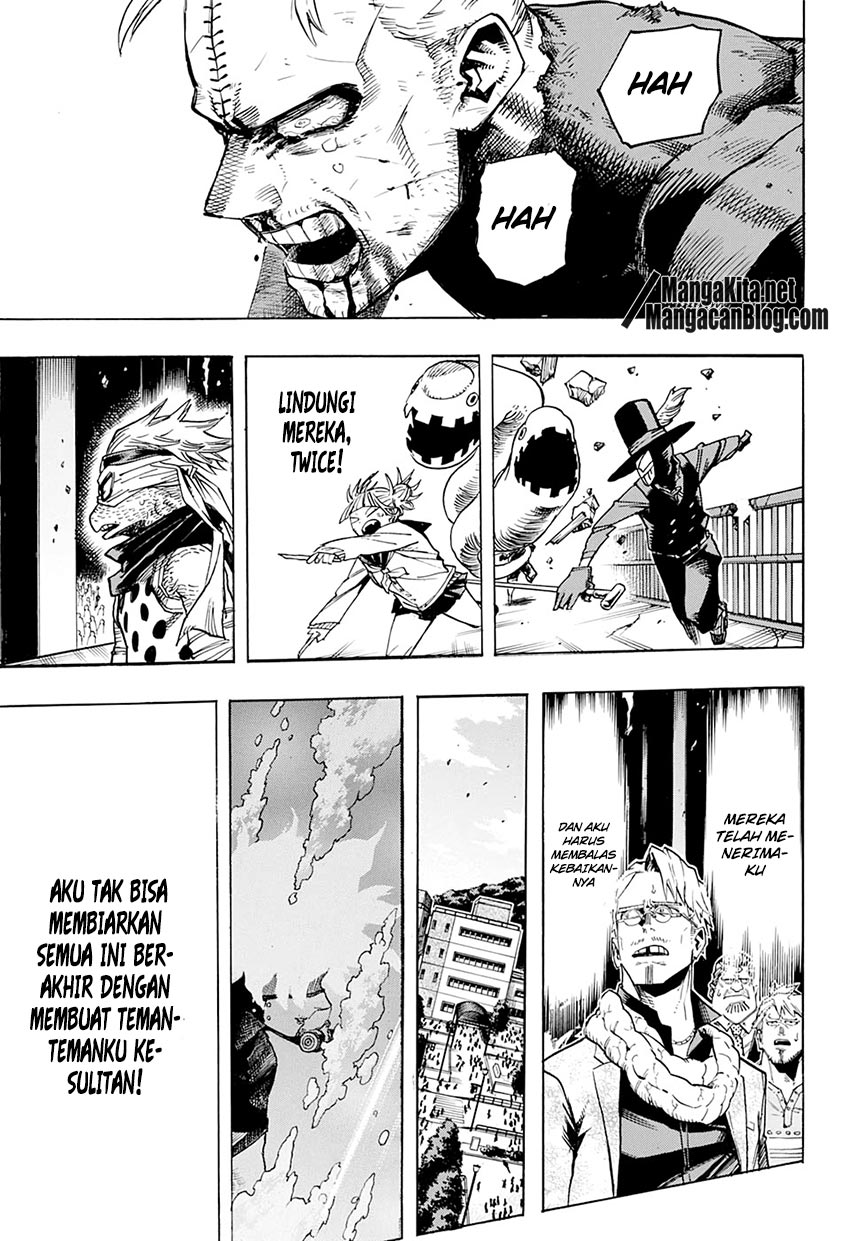 HAH
HAH
MangaKita.net
MangacanBlog.com
LINDUNGI
MEREKA,
TWICE!
MEREKA
TELAH ME-
NERIMA-
KU
DAN AKU
HARUS
MEMBALAS
KEBAIKAN-
NYA
AKU TAK BISA
MEMBIARKAN
SEMUA INI BER-
AKHIR DENGAN
MEMBUAT TEMAN-
TEMANKU KE-
SULITAN!